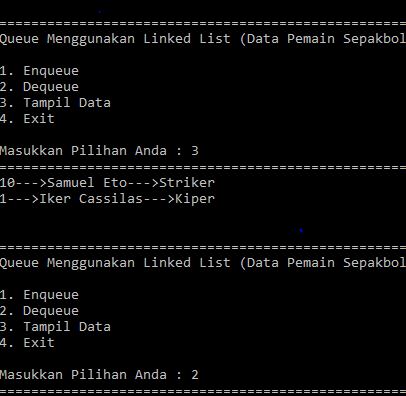 ==================================================
Queue Menggunakan Linked List (Data Pemain Sepakbol
1. Enqueue
2. Dequeue
3. Tampil Data
4. Exit
Masukkan Pilihan Anda : 3
==================================================
10--->Samuel Eto--->Striker
1--->Iker Cassilas--->Kiper
==================================================
Queue Menggunakan Linked List (Data Pemain Sepakbol
1. Enqueue
2. Dequeue
3. Tampil Data
4. Exit
Masukkan Pilihan Anda : 2
==================================================